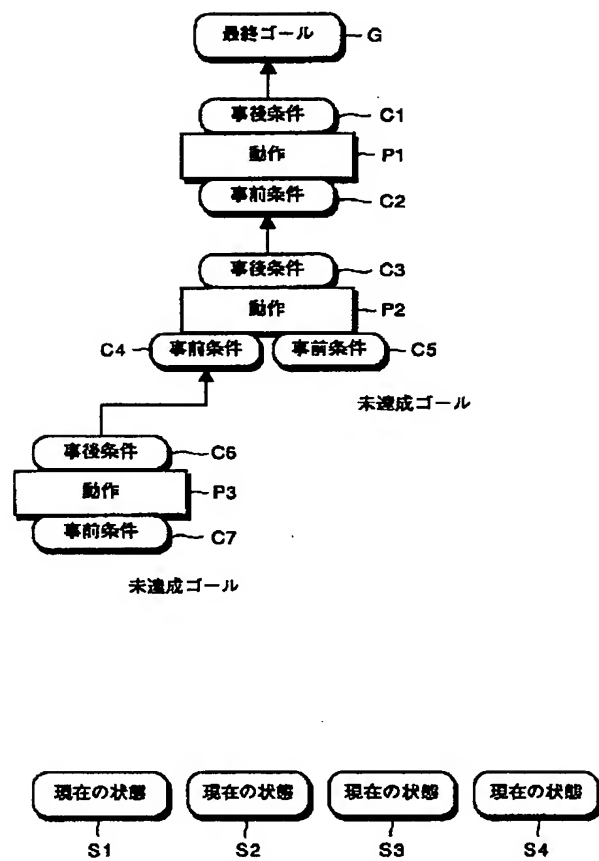 最終ゴール G
事後条件 C1
動作 P1
事前条件 C2
事後条件 C3
動作 P2
C4 事前条件 事前条件 C5
未達成ゴール
事後条件 C6
動作 P3
事前条件 C7
未達成ゴール
現在の状態 現在の状態 現在の状態 現在の状態
S1 S2 S3 S4